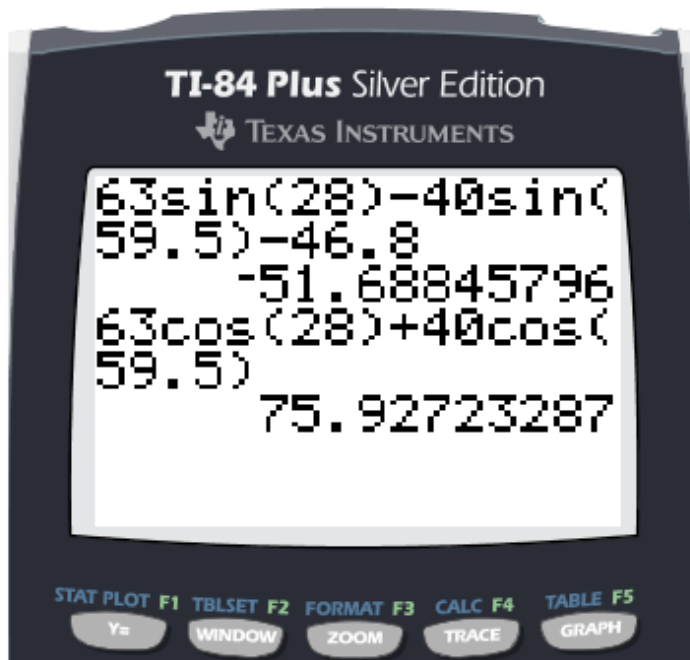 TI-84 Plus Silver Edition
TEXAS INSTRUMENTS
63sin(28)-40sin(
59.5)-46.8
-51.68845796
63cos(28)+40cos(
59.5)
75.92723287
STAT PLOT F1 TBLSET F2 FORMAT F3 CALC F4 TABLE F5
Y= WINDOW ZOOM TRACE GRAPH